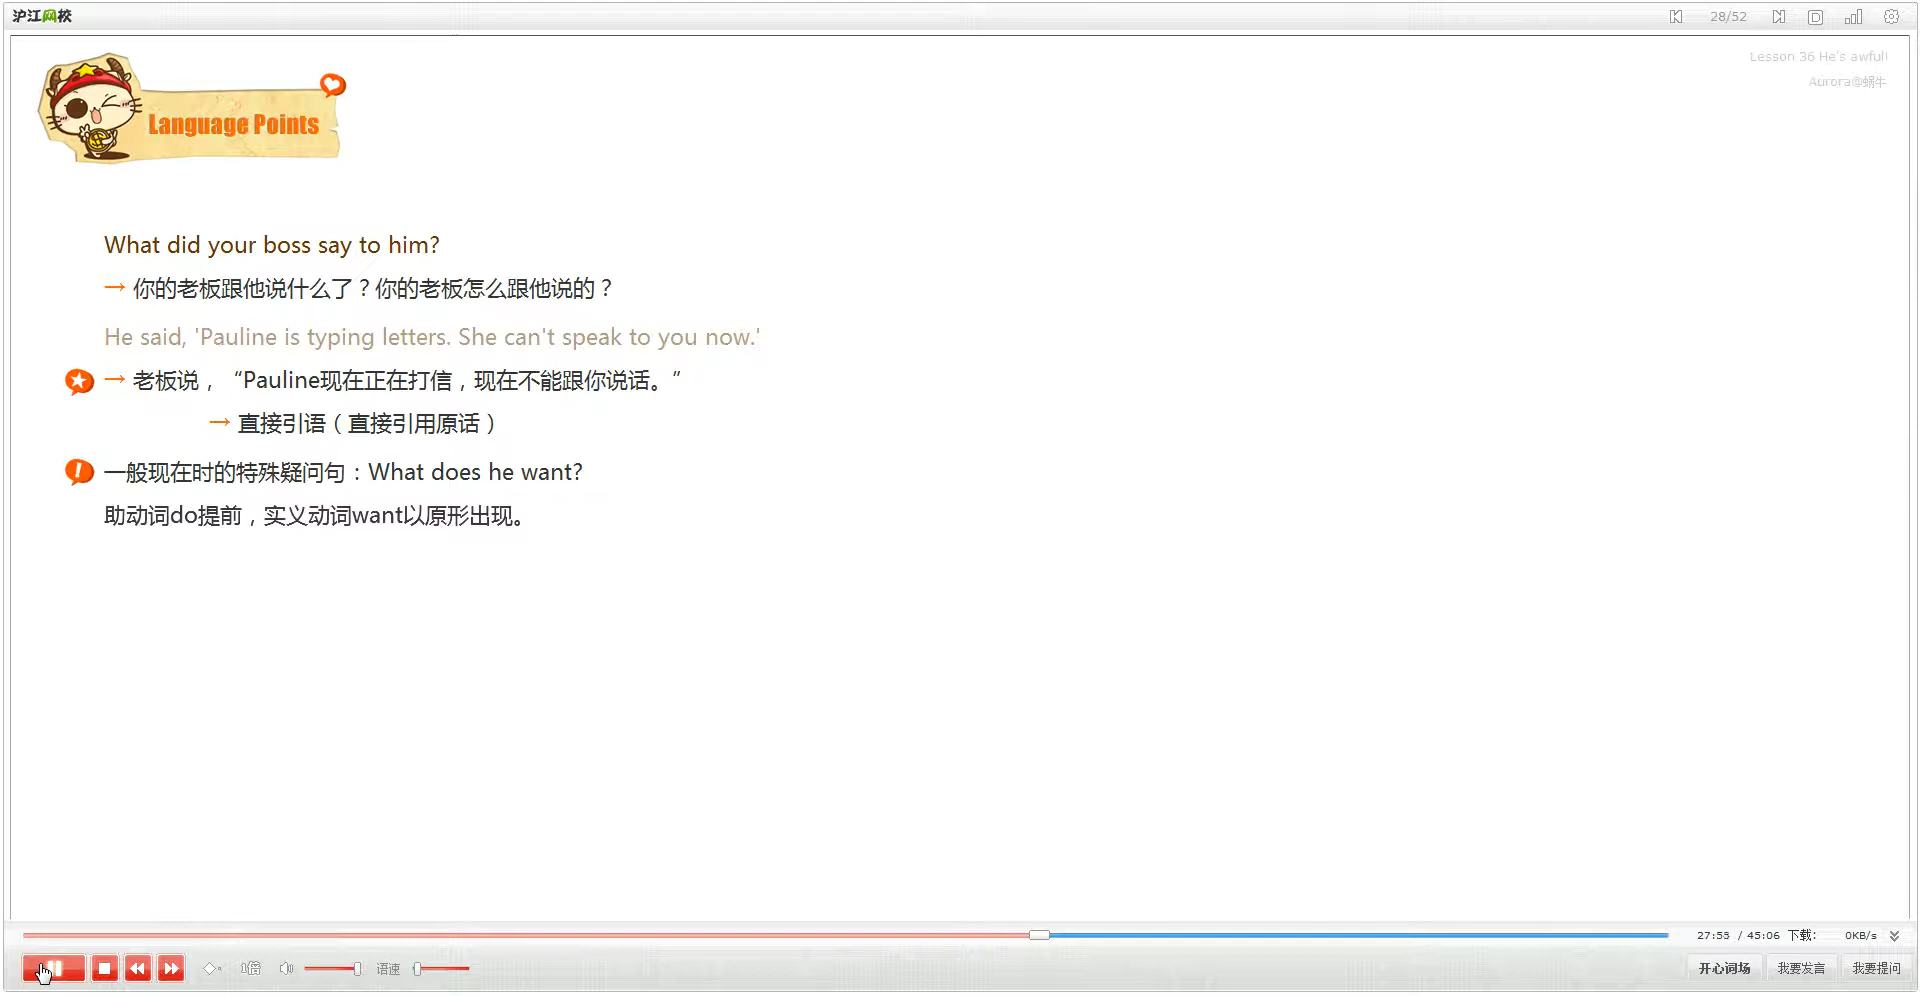 沪江网校
28/52
Lesson 36 He's awful!
Aurora@蜗牛
Language Points
What did your boss say to him?
→ 你的老板跟他说什么了？你的老板怎么跟他说的？
He said, 'Pauline is typing letters. She can't speak to you now.'
→ 老板说，“Pauline现在正在打信，现在不能跟你说话。”
→ 直接引语（直接引用原话）
一般现在时的特殊疑问句：What does he want?
助动词do提前，实义动词want以原形出现。
27:55 / 45:06 下载: 0KB/s
1倍 语速 开心词场 我要发言 我要提问